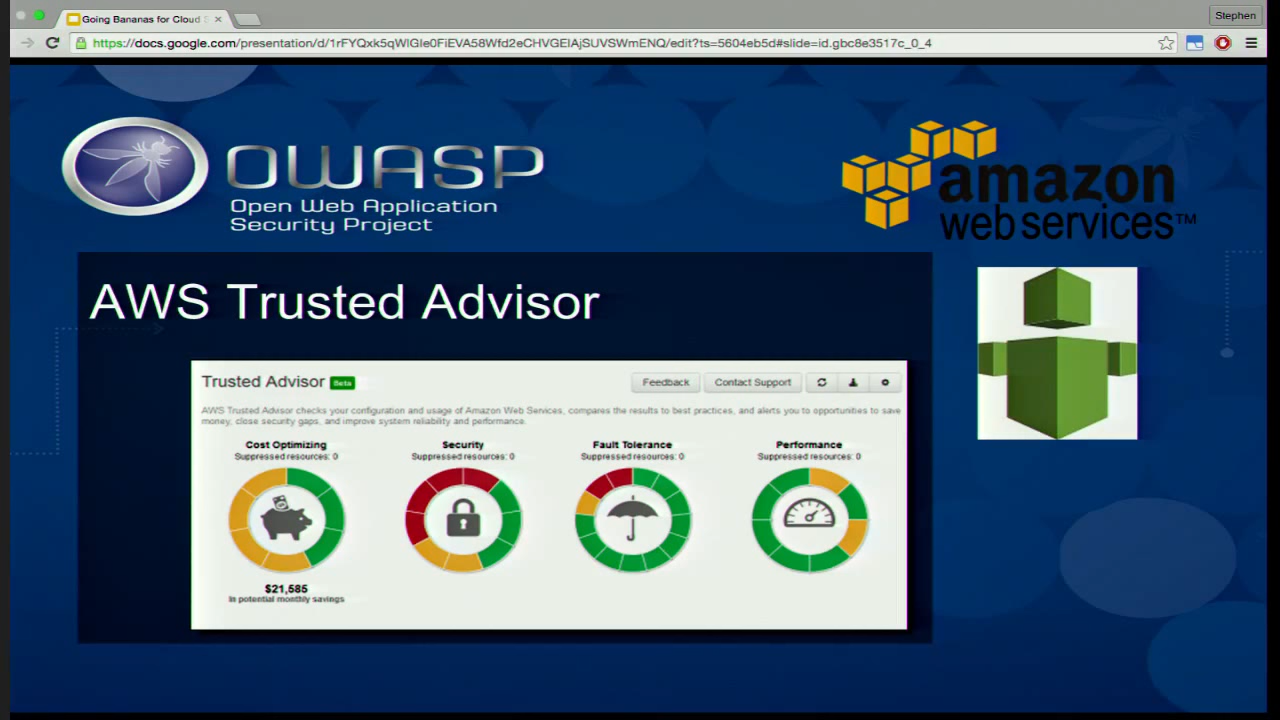 Going Bananas for Cloud S
Stephen
https://docs.google.com/presentation/d/1rFYQxk5qWlGle0FiEVA58Wfd2eCHVGEIAjSUVSWmENQ/edit?ts=5604eb5d#slide=id.gbc8e3517c_0_4
OWASP
Open Web Application
Security Project
amazon
web services™
AWS Trusted Advisor
Trusted Advisor Beta
Feedback
Contact Support
AWS Trusted Advisor checks your configuration and usage of Amazon Web Services, compares the results to best practices, and alerts you to opportunities to save
money, close security gaps, and improve system reliability and performance.
Cost Optimizing
Suppressed resources: 0
Security
Suppressed resources: 0
Fault Tolerance
Suppressed resources: 0
Performance
Suppressed resources: 0
$21,585
In potential monthly savings